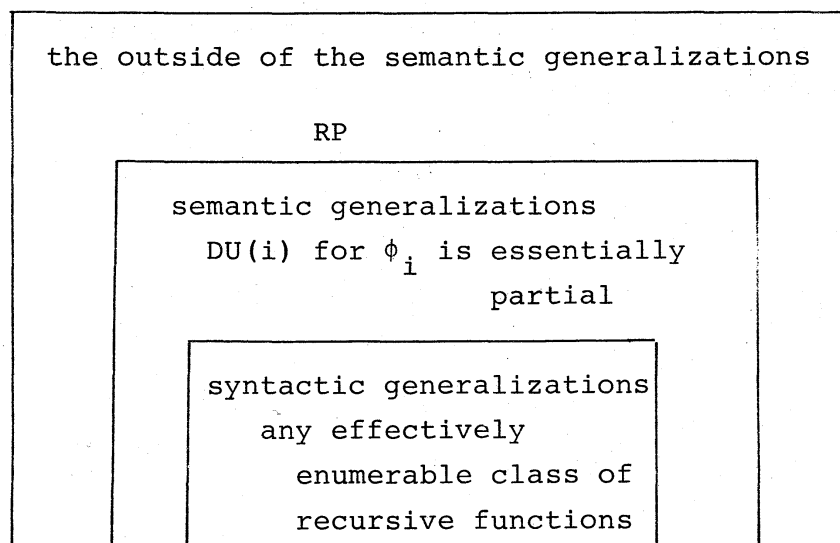 the outside of the semantic generalizations
RP
semantic generalizations
DU(i) for ϕi is essentially
partial
syntactic generalizations
any effectively
enumerable class of
recursive functions